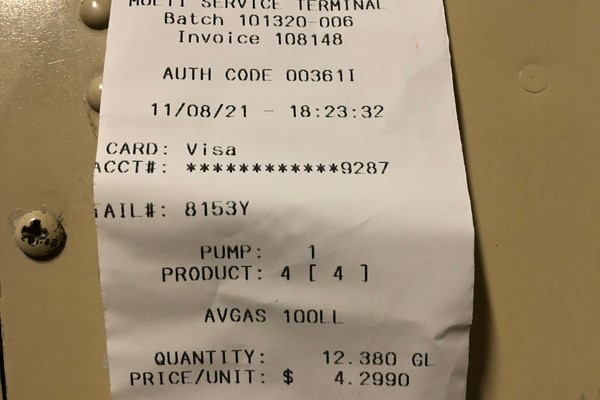 MULTI SERVICE TERMINAL
Batch 101320-006
Invoice 108148
AUTH CODE 00361I
11/08/21 - 18:23:32
CARD: Visa
ACCT#: ************9287
TAIL#: 8153Y
PUMP: 1
PRODUCT: 4 [ 4 ]
AVGAS 100LL
QUANTITY: 12.380 GL
PRICE/UNIT: $ 4.2990